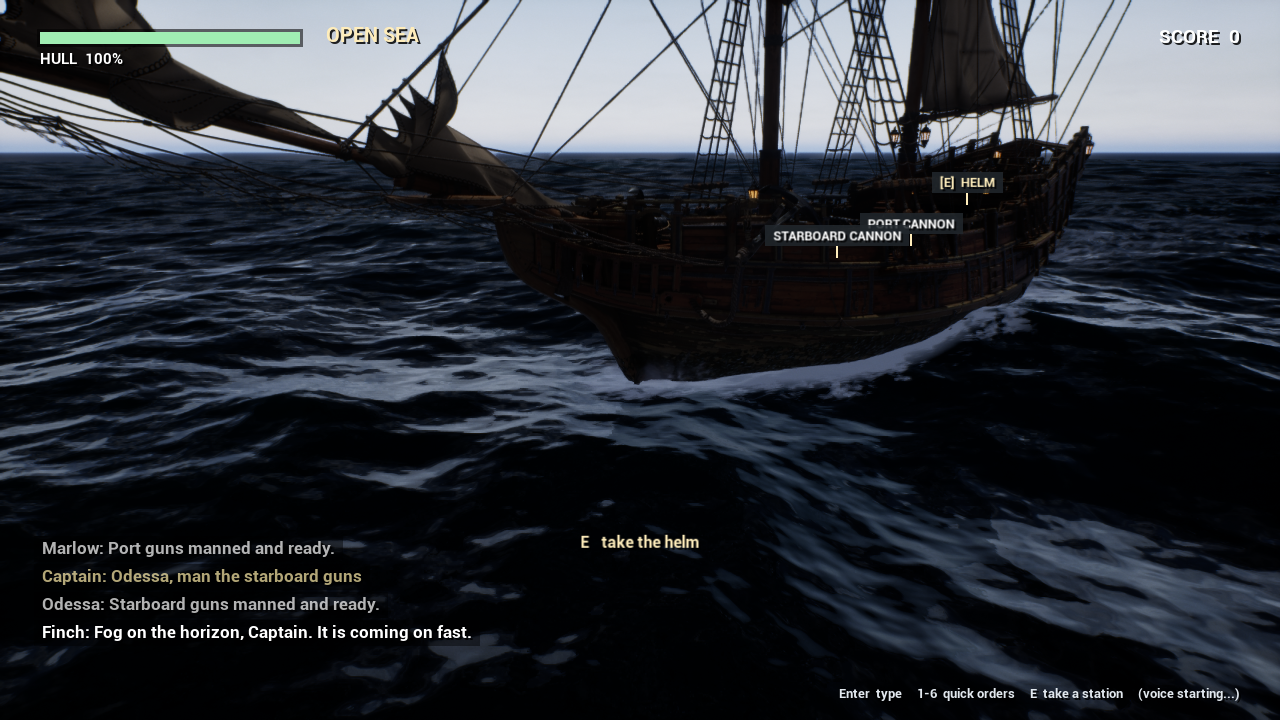 OPEN SEA
SCORE 0
HULL 100%
[E] HELM
PORT CANNON
STARBOARD CANNON
E take the helm
Marlow: Port guns manned and ready.
Captain: Odessa, man the starboard guns
Odessa: Starboard guns manned and ready.
Finch: Fog on the horizon, Captain. It is coming on fast.
Enter type 1-6 quick orders E take a station (voice starting...)